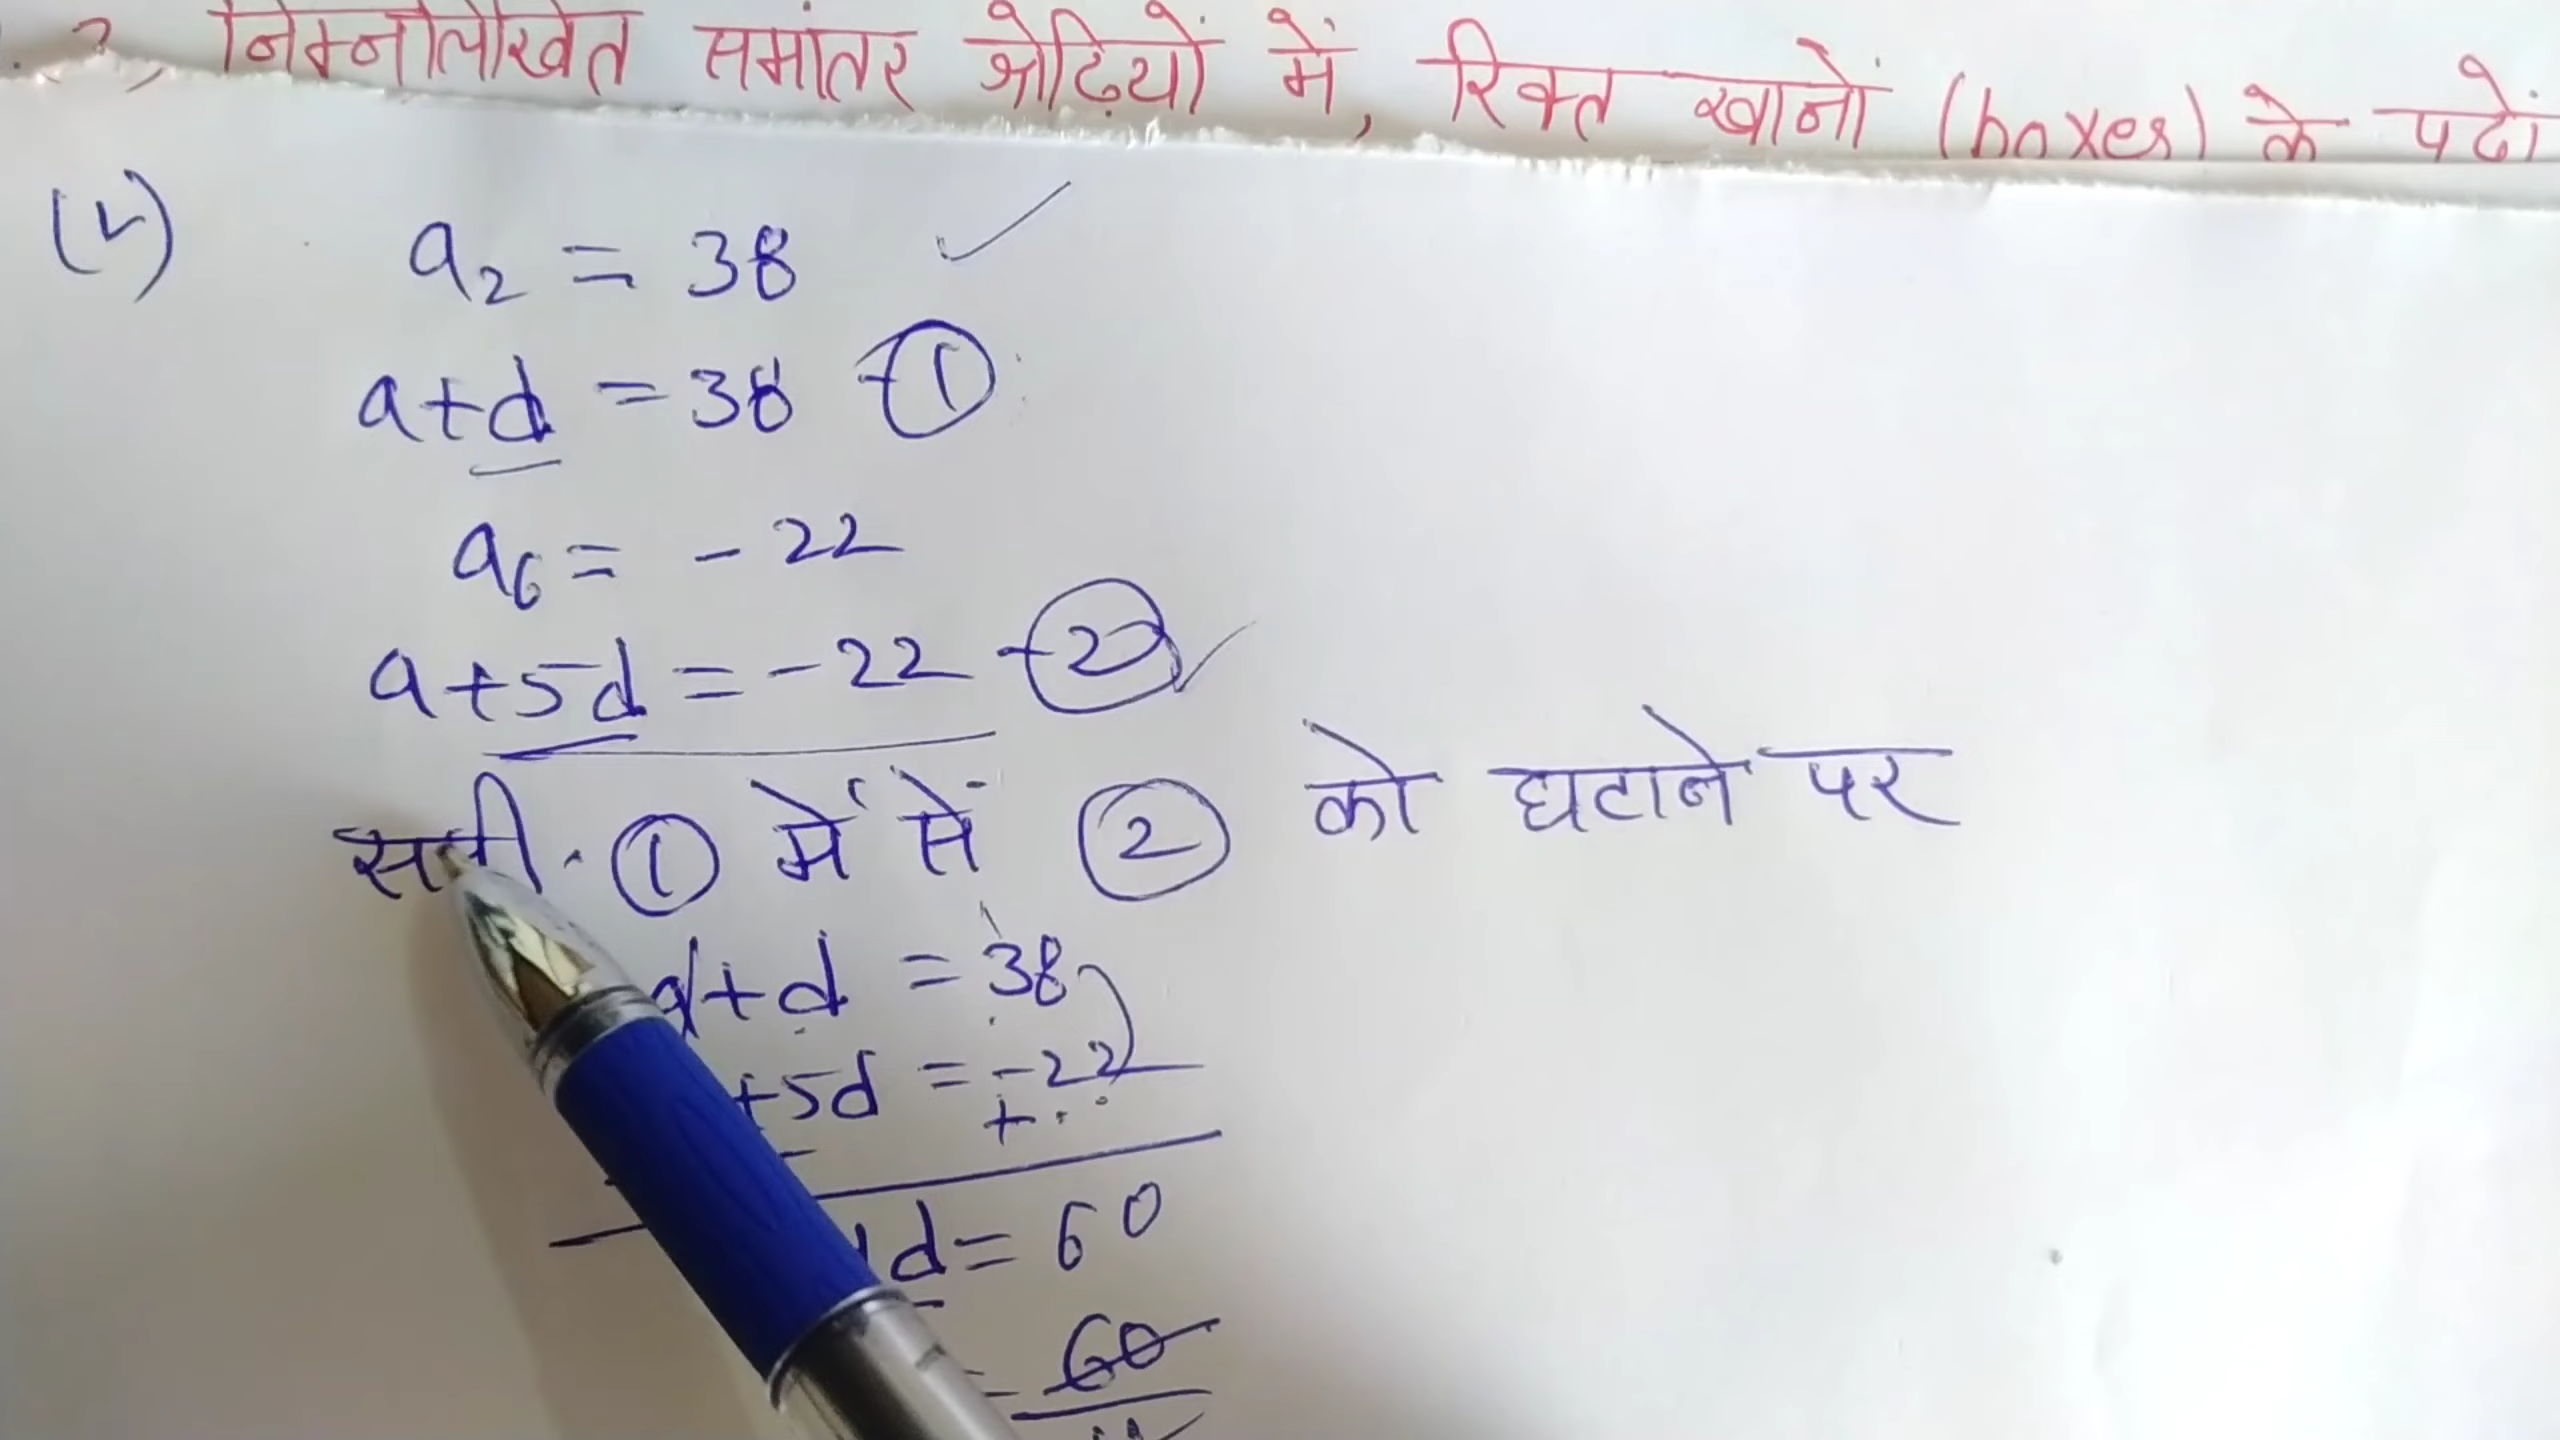 निम्नलिखित समांतर श्रेढ़ियों में, रिक्त खानों (boxes) के पदों
(v) a₂ = 38 ✓
a+d = 38 -①
a₆ = -22
a+5d = -22 -② ✓
समी. ① में सें ② को घटाने पर
a+d = 38
+5d = -22
- +
d = 60
= 60